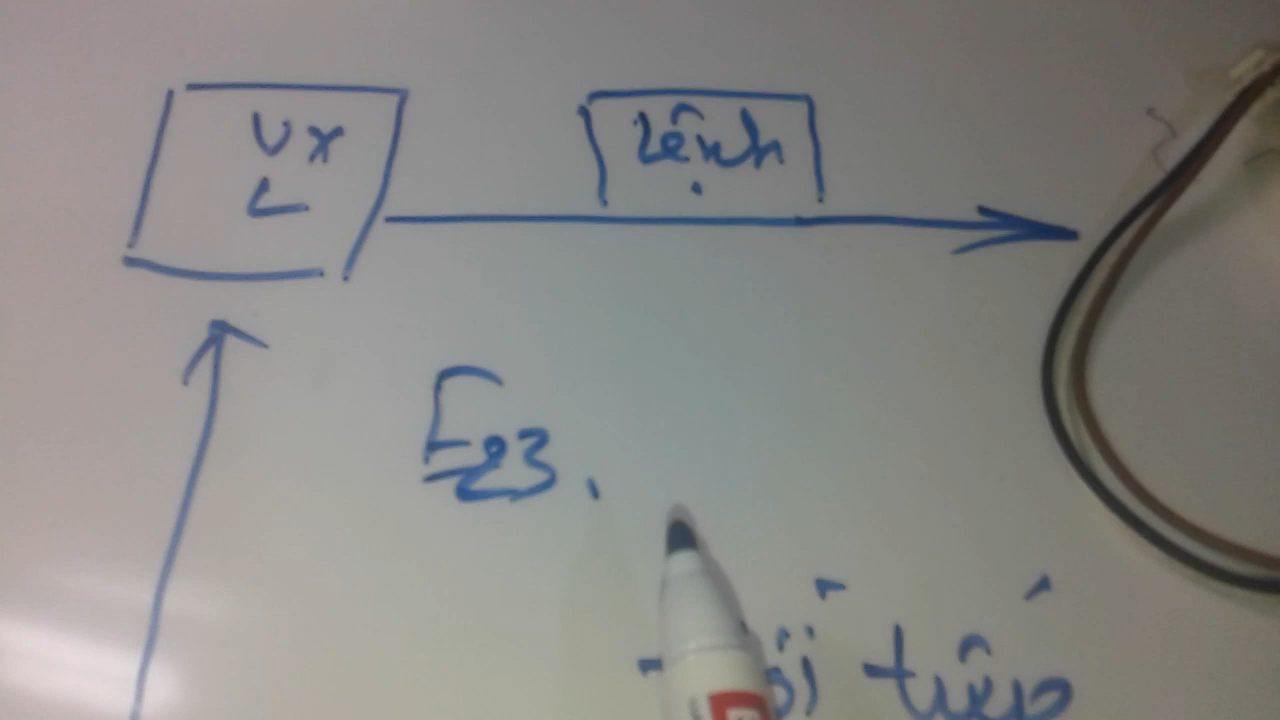 VX
L
Lệnh
E23.
tiếp